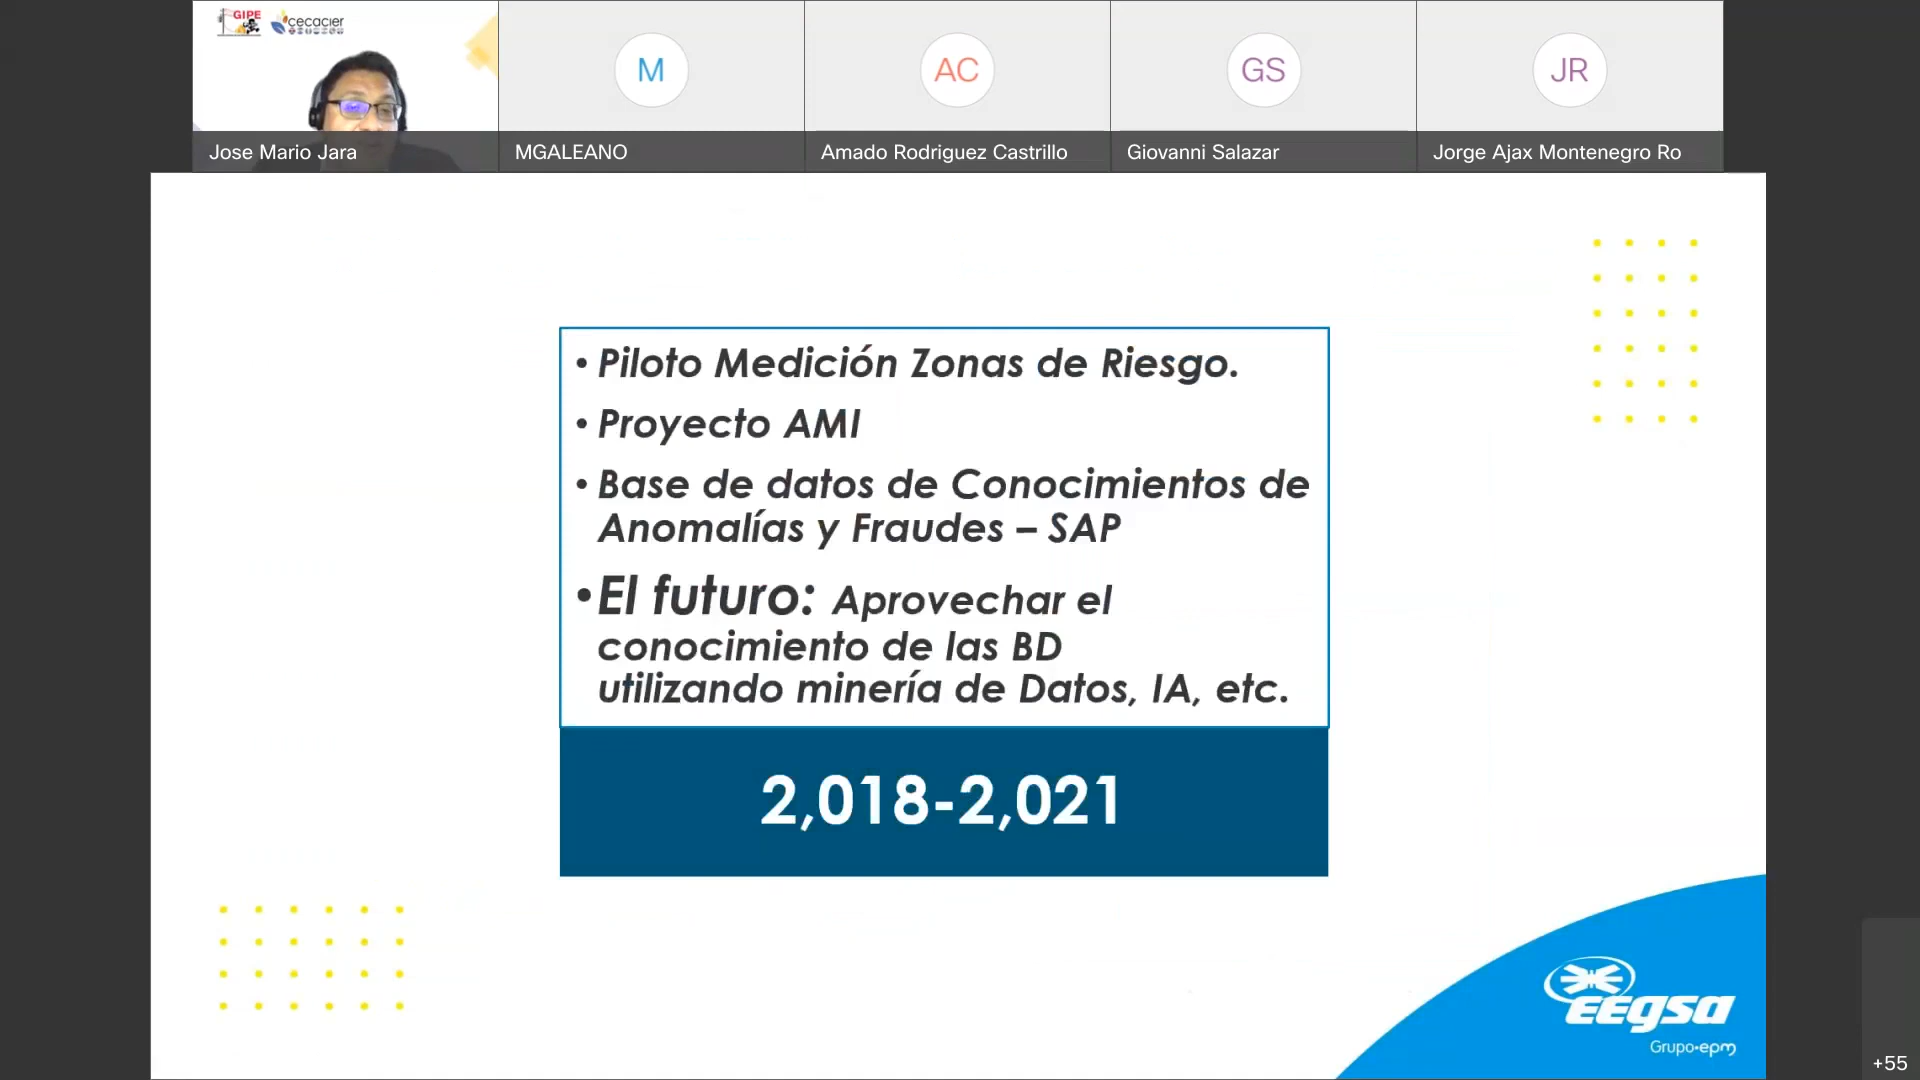 GIPE
cecacier
M
AC
GS
JR
Jose Mario Jara
MGALEANO
Amado Rodriguez Castrillo
Giovanni Salazar
Jorge Ajax Montenegro Ro
• Piloto Medición Zonas de Riesgo.
• Proyecto AMI
• Base de datos de Conocimientos de
Anomalías y Fraudes – SAP
• El futuro: Aprovechar el
conocimiento de las BD
utilizando minería de Datos, IA, etc.
2,018-2,021
eegsa
Grupo•epm
+55